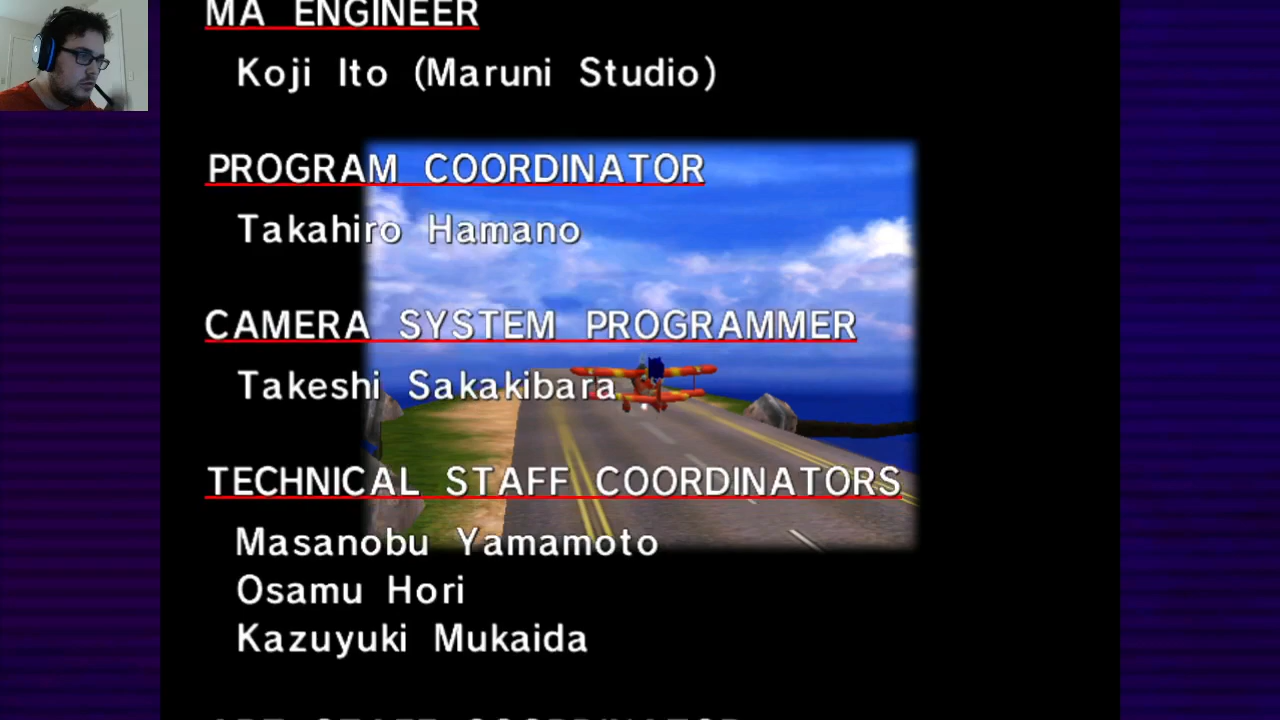 MA ENGINEER
Koji Ito (Maruni Studio)
PROGRAM COORDINATOR
Takahiro Hamano
CAMERA SYSTEM PROGRAMMER
Takeshi Sakakibara
TECHNICAL STAFF COORDINATORS
Masanobu Yamamoto
Osamu Hori
Kazuyuki Mukaida